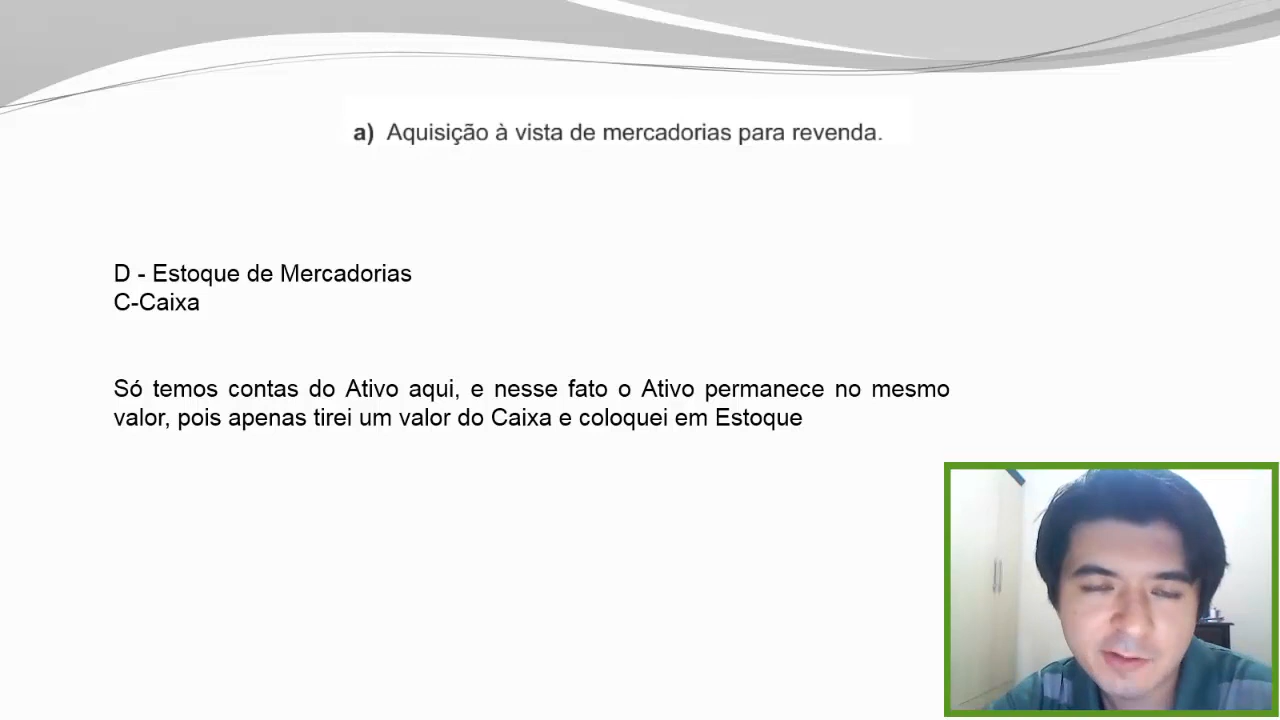 a) Aquisição à vista de mercadorias para revenda.
D - Estoque de Mercadorias
C-Caixa
Só temos contas do Ativo aqui, e nesse fato o Ativo permanece no mesmo
valor, pois apenas tirei um valor do Caixa e coloquei em Estoque